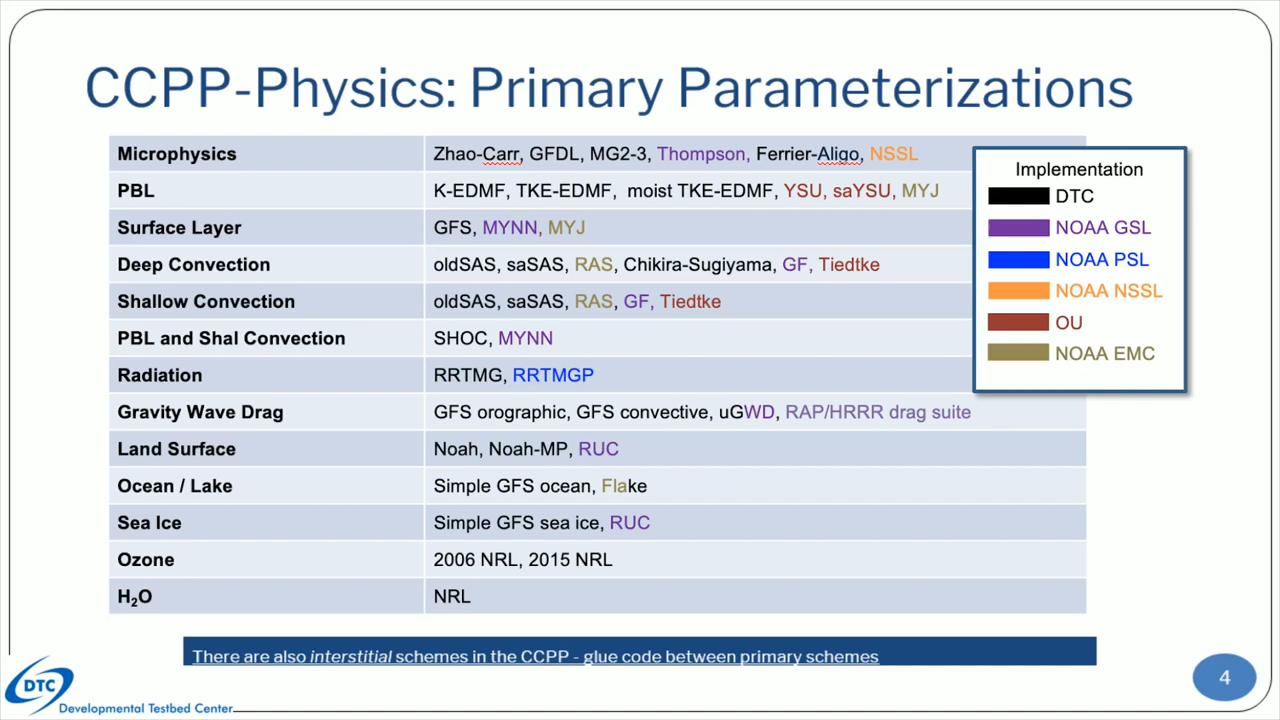 CCPP-Physics: Primary Parameterizations
Microphysics Zhao-Carr, GFDL, MG2-3, Thompson, Ferrier-Aligo, NSSL
PBL K-EDMF, TKE-EDMF, moist TKE-EDMF, YSU, saYSU, MYJ
Surface Layer GFS, MYNN, MYJ
Deep Convection oldSAS, saSAS, RAS, Chikira-Sugiyama, GF, Tiedtke
Shallow Convection oldSAS, saSAS, RAS, GF, Tiedtke
PBL and Shal Convection SHOC, MYNN
Radiation RRTMG, RRTMGP
Gravity Wave Drag GFS orographic, GFS convective, uGWD, RAP/HRRR drag suite
Land Surface Noah, Noah-MP, RUC
Ocean / Lake Simple GFS ocean, Flake
Sea Ice Simple GFS sea ice, RUC
Ozone 2006 NRL, 2015 NRL
H₂O NRL
Implementation
DTC
NOAA GSL
NOAA PSL
NOAA NSSL
OU
NOAA EMC
There are also interstitial schemes in the CCPP - glue code between primary schemes
DTC
Developmental Testbed Center
4